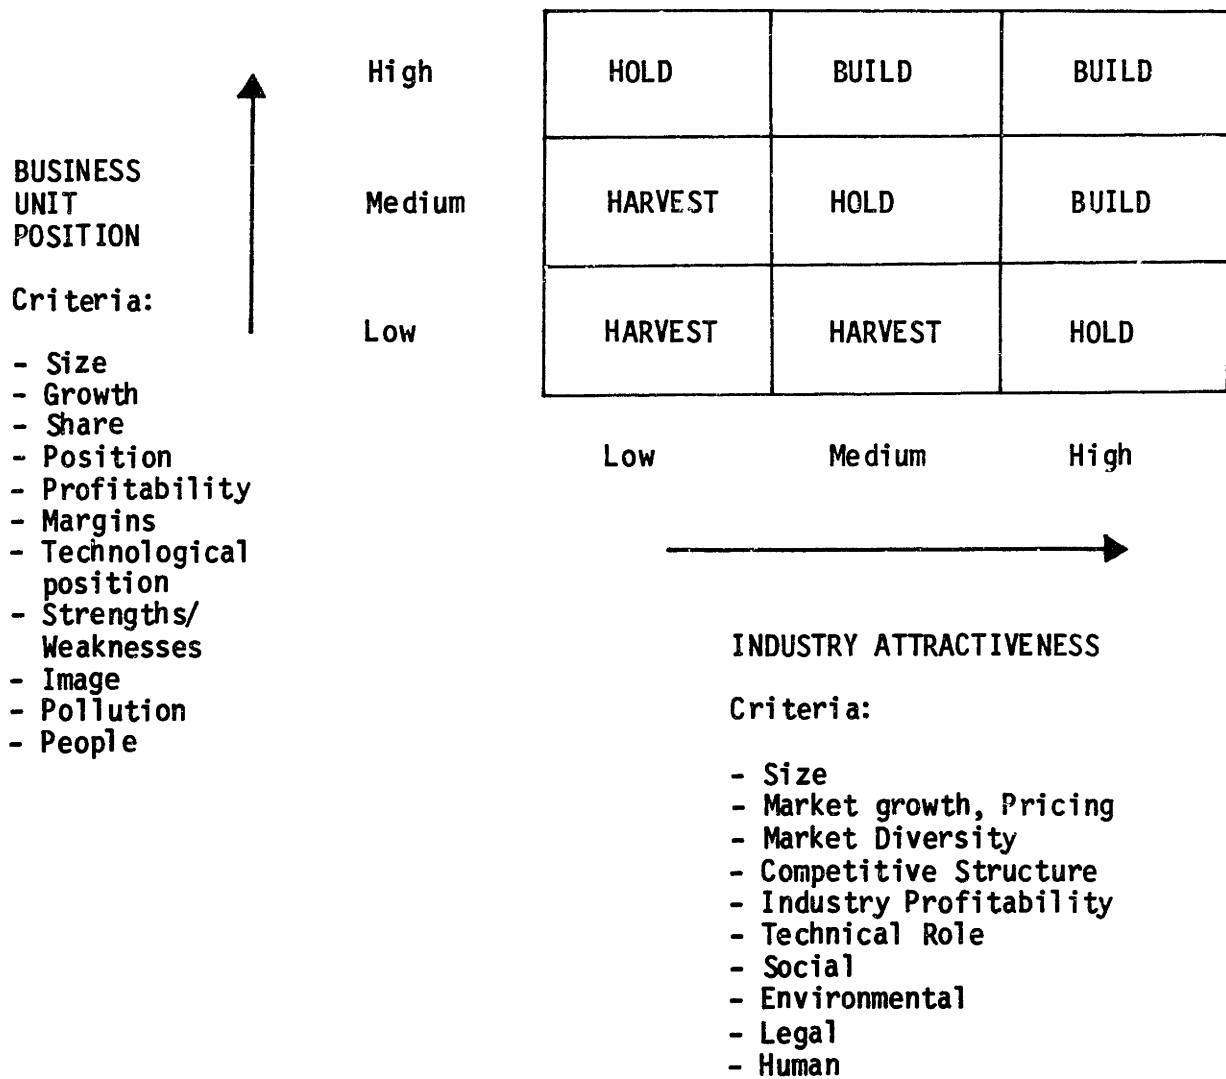 High HOLD BUILD BUILD
BUSINESS
UNIT
POSITION
Medium HARVEST HOLD BUILD
Criteria:
Low HARVEST HARVEST HOLD
- Size
- Growth
- Share
- Position
- Profitability
- Margins
- Technological
position
- Strengths/
Weaknesses
- Image
- Pollution
- People
Low Medium High
INDUSTRY ATTRACTIVENESS
Criteria:
- Size
- Market growth, Pricing
- Market Diversity
- Competitive Structure
- Industry Profitability
- Technical Role
- Social
- Environmental
- Legal
- Human